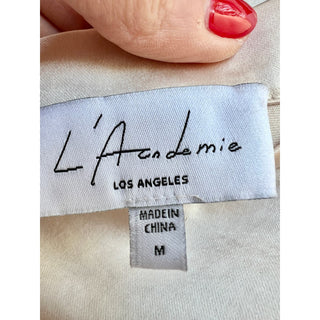 L'Academie
LOS ANGELES
MADE IN
CHINA
M